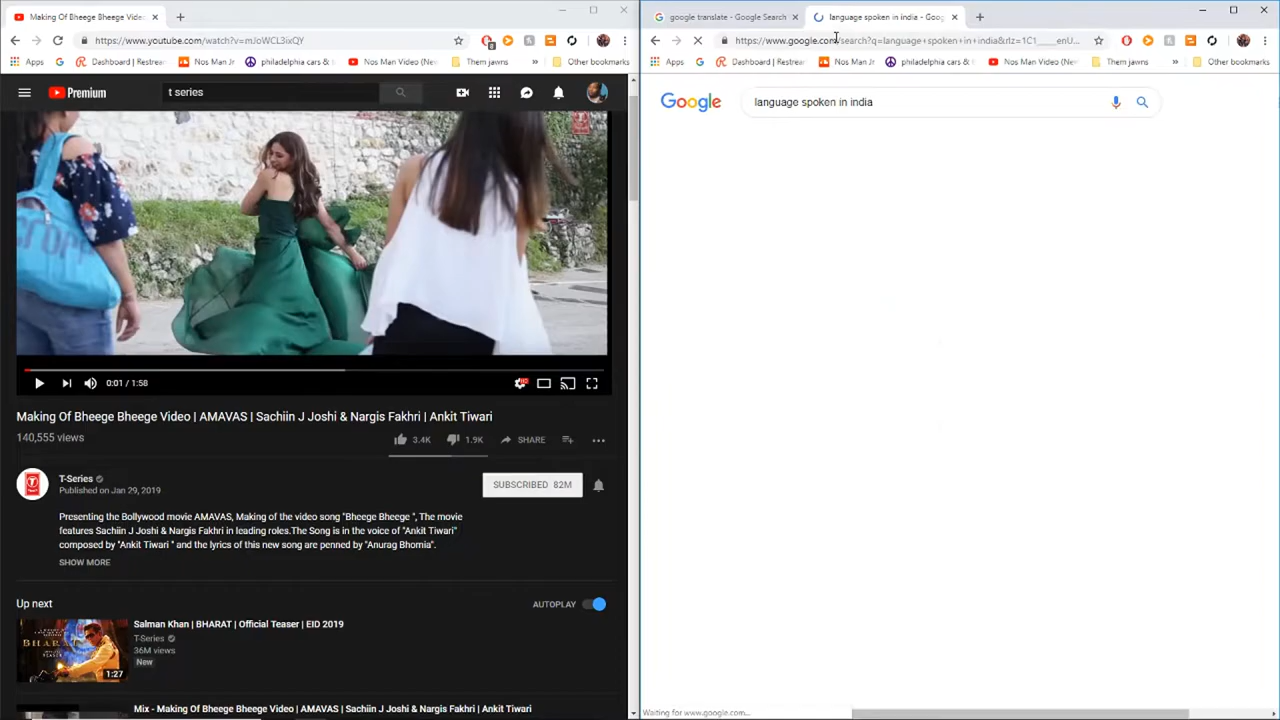 Making Of Bheege Bheege Video
https://www.youtube.com/watch?v=mJoWCL3ixQY
8
Apps
Dashboard | Restrea
Nos Man Jr
philadelphia cars &
Nos Man Video (Ne
Them jawns
»
Other bookmarks
YouTube Premium
t series
0:01 / 1:58
HD
Making Of Bheege Bheege Video | AMAVAS | Sachiin J Joshi & Nargis Fakhri | Ankit Tiwari
140,555 views
3.4K
1.9K
SHARE
T-Series
Published on Jan 29, 2019
SUBSCRIBED 82M
Presenting the Bollywood movie AMAVAS, Making of the video song "Bheege Bheege ", The movie
features Sachiin J Joshi & Nargis Fakhri in leading roles.The Song is in the voice of "Ankit Tiwari"
composed by "Ankit Tiwari " and the lyrics of this new song are penned by "Anurag Bhomia".
SHOW MORE
Up next
AUTOPLAY
Salman Khan | BHARAT | Official Teaser | EID 2019
T-Series
36M views
New
BHARAT
1:27
Mix - Making Of Bheege Bheege Video | AMAVAS | Sachiin J Joshi & Nargis Fakhri | Ankit Tiwari
google translate - Google Search
language spoken in india - Goo
https://www.google.com/search?q=language+spoken+in+india&rlz=1C1____enU...
Apps
Dashboard | Restrea
Nos Man Jr
philadelphia cars &
Nos Man Video (Ne
Them jawns
»
Other bookmarks
Google
language spoken in india
Waiting for www.google.com...